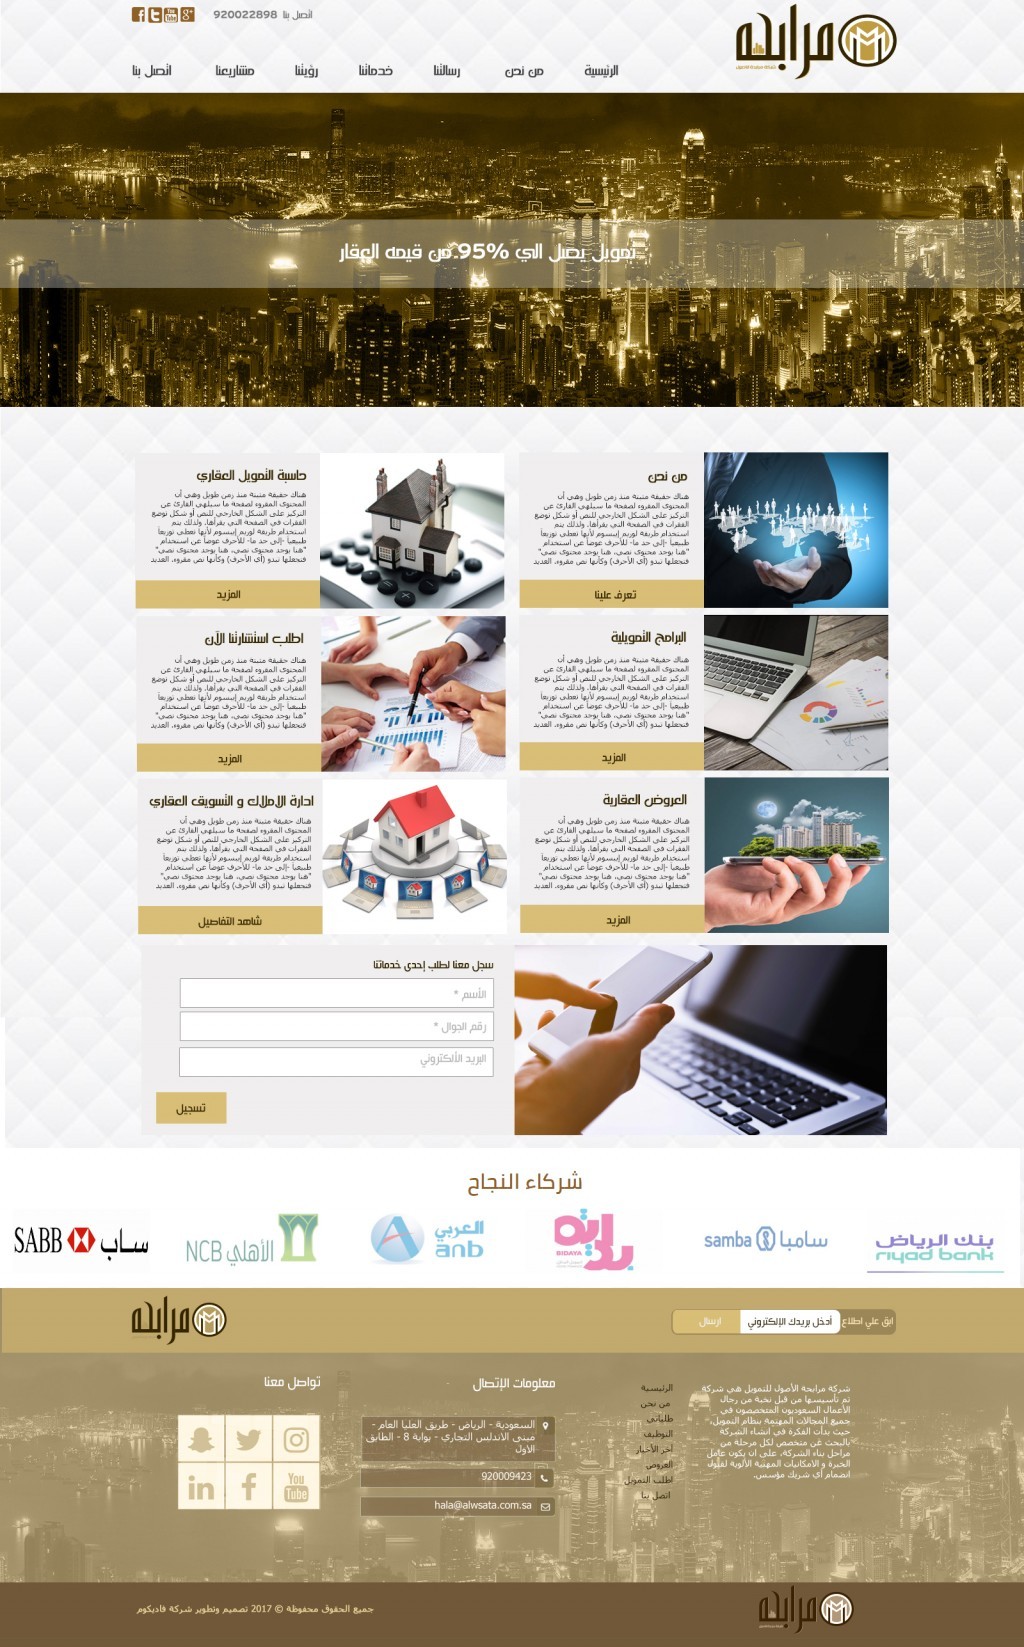 اتصل بنا 920022898
مرابحه
الرئيسية
من نحن
رسالتنا
خدماتنا
رؤيتنا
مشاريعنا
اتصل بنا
تمويل يصل الي 95% من قيمه العقار
من نحن
هناك حقيقة مثبتة منذ زمن طويل وهي أن
المحتوى المقروء لصفحة ما سيلهي القارئ عن
التركيز على الشكل الخارجي للنص أو شكل توضع
الفقرات في الصفحة التي يقرأها. ولذلك يتم
استخدام طريقة لوريم إيبسوم لأنها تعطي توزيعاً
طبيعياً -إلى حد ما- للأحرف عوضاً عن استخدام
"هنا يوجد محتوى نصي، هنا يوجد محتوى نصي"
فتجعلها تبدو (أي الأحرف) وكأنها نص مقروء. العديد
تعرف علينا
حاسبة التمويل العقاري
هناك حقيقة مثبتة منذ زمن طويل وهي أن
المحتوى المقروء لصفحة ما سيلهي القارئ عن
التركيز على الشكل الخارجي للنص أو شكل توضع
الفقرات في الصفحة التي يقرأها. ولذلك يتم
استخدام طريقة لوريم إيبسوم لأنها تعطي توزيعاً
طبيعياً -إلى حد ما- للأحرف عوضاً عن استخدام
"هنا يوجد محتوى نصي، هنا يوجد محتوى نصي"
فتجعلها تبدو (أي الأحرف) وكأنها نص مقروء. العديد
المزيد
البرامج التمويلية
هناك حقيقة مثبتة منذ زمن طويل وهي أن
المحتوى المقروء لصفحة ما سيلهي القارئ عن
التركيز على الشكل الخارجي للنص أو شكل توضع
الفقرات في الصفحة التي يقرأها. ولذلك يتم
استخدام طريقة لوريم إيبسوم لأنها تعطي توزيعاً
طبيعياً -إلى حد ما- للأحرف عوضاً عن استخدام
"هنا يوجد محتوى نصي، هنا يوجد محتوى نصي"
فتجعلها تبدو (أي الأحرف) وكأنها نص مقروء. العديد
المزيد
اطلب استشارتنا الآن
هناك حقيقة مثبتة منذ زمن طويل وهي أن
المحتوى المقروء لصفحة ما سيلهي القارئ عن
التركيز على الشكل الخارجي للنص أو شكل توضع
الفقرات في الصفحة التي يقرأها. ولذلك يتم
استخدام طريقة لوريم إيبسوم لأنها تعطي توزيعاً
طبيعياً -إلى حد ما- للأحرف عوضاً عن استخدام
"هنا يوجد محتوى نصي، هنا يوجد محتوى نصي"
فتجعلها تبدو (أي الأحرف) وكأنها نص مقروء. العديد
المزيد
العروض العقارية
هناك حقيقة مثبتة منذ زمن طويل وهي أن
المحتوى المقروء لصفحة ما سيلهي القارئ عن
التركيز على الشكل الخارجي للنص أو شكل توضع
الفقرات في الصفحة التي يقرأها. ولذلك يتم
استخدام طريقة لوريم إيبسوم لأنها تعطي توزيعاً
طبيعياً -إلى حد ما- للأحرف عوضاً عن استخدام
"هنا يوجد محتوى نصي، هنا يوجد محتوى نصي"
فتجعلها تبدو (أي الأحرف) وكأنها نص مقروء. العديد
المزيد
ادارة الاملاك و التسويق العقاري
هناك حقيقة مثبتة منذ زمن طويل وهي أن
المحتوى المقروء لصفحة ما سيلهي القارئ عن
التركيز على الشكل الخارجي للنص أو شكل توضع
الفقرات في الصفحة التي يقرأها. ولذلك يتم
استخدام طريقة لوريم إيبسوم لأنها تعطي توزيعاً
طبيعياً -إلى حد ما- للأحرف عوضاً عن استخدام
"هنا يوجد محتوى نصي، هنا يوجد محتوى نصي"
فتجعلها تبدو (أي الأحرف) وكأنها نص مقروء. العديد
شاهد التفاصيل
سجل معنا لطلب إحدى خدماتنا
الأسم *
رقم الجوال *
البريد الألكتروني
تسجيل
شركاء النجاح
بنك الرياض
riyad bank
سامبا samba
بداية
BIDAYA
العربي
anb
الأهلي NCB
ساب SABB
ابق علي اطلاع
أدخل بريدك الإلكتروني
ارسال
مرابحه
شركة مرابحة الأصول للتمويل هي شركة
تم تأسيسها من قبل نخبة من رجال
الأعمال السعوديون المتخصصون في
جميع المجالات المهتمة بنظام التمويل.
حيث بدأت الفكرة في انشاء الشركة
بالبحث عن متخصص لكل مرحلة من
مراحل بناء الشركة، على ان يكون عامل
الخبرة و الامكانيات المهنية الألوية لقبول
انضمام أي شريك مؤسس.
الرئيسية
من نحن
طلباتي
التوظيف
آخر الأخبار
العروض
اطلب التمويل
اتصل بنا
معلومات الإتصال
السعودية - الرياض - طريق العليا العام -
مبنى الاندلس التجاري - بوابة 8 - الطابق
الاول
920009423
hala@alwsata.com.sa
تواصل معنا
You
Tube
مرابحه
جميع الحقوق محفوظة © 2017 تصميم وتطوير شركة فاديكوم